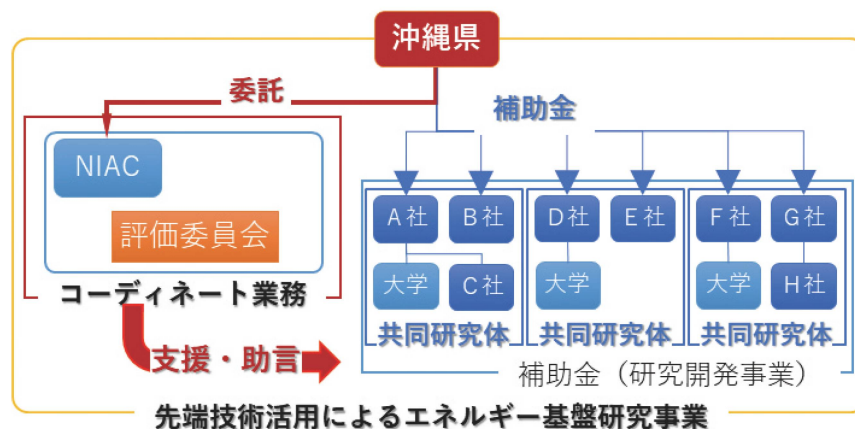 沖縄県
委託
補助金
NIAC
評価委員会
コーディネート業務
支援・助言
A社 B社 D社 E社 F社 G社
大学 C社 大学 大学 H社
共同研究体 共同研究体 共同研究体
補助金（研究開発事業）
先端技術活用によるエネルギー基盤研究事業